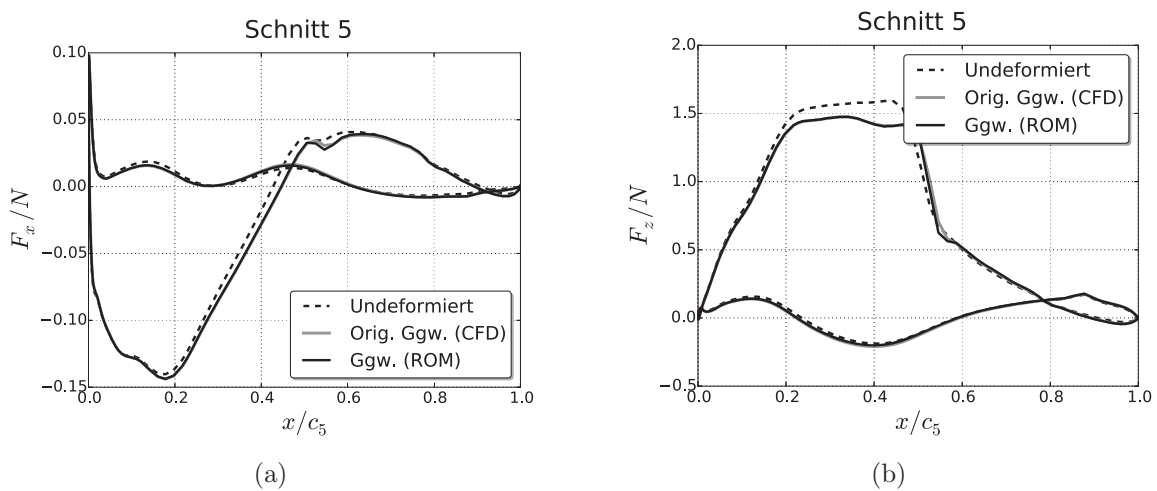 Schnitt 5
0.10
0.05
0.00
−0.05
−0.10
−0.15
F_x/N
Undeformiert
Orig. Ggw. (CFD)
Ggw. (ROM)
0.0 0.2 0.4 0.6 0.8 1.0
x/c_5
(a)
Schnitt 5
2.0
1.5
1.0
0.5
0.0
−0.5
F_z/N
Undeformiert
Orig. Ggw. (CFD)
Ggw. (ROM)
0.0 0.2 0.4 0.6 0.8 1.0
x/c_5
(b)